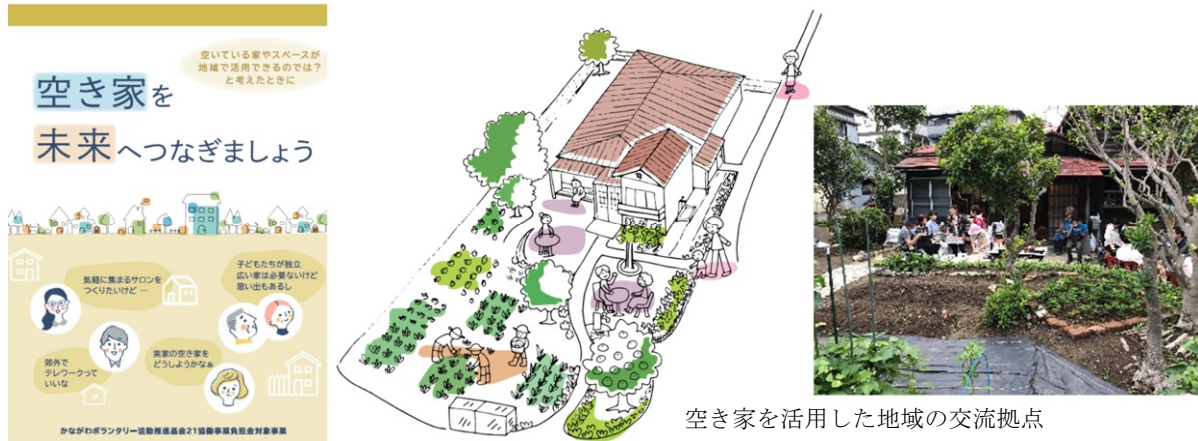 空いている家やスペースが
地域で活用できるのでは?
と考えたときに
空き家を
未来へつなぎましょう
気軽に集まるサロンを
つくりたいけど …
子どもたちが独立
広い家は必要ないけど
思い出もあるし
郊外で
テレワークって
いいな
実家の空き家を
どうしようかなぁ
かながわボランタリー活動推進基金21協働事業負担金対象事業
空き家を活用した地域の交流拠点